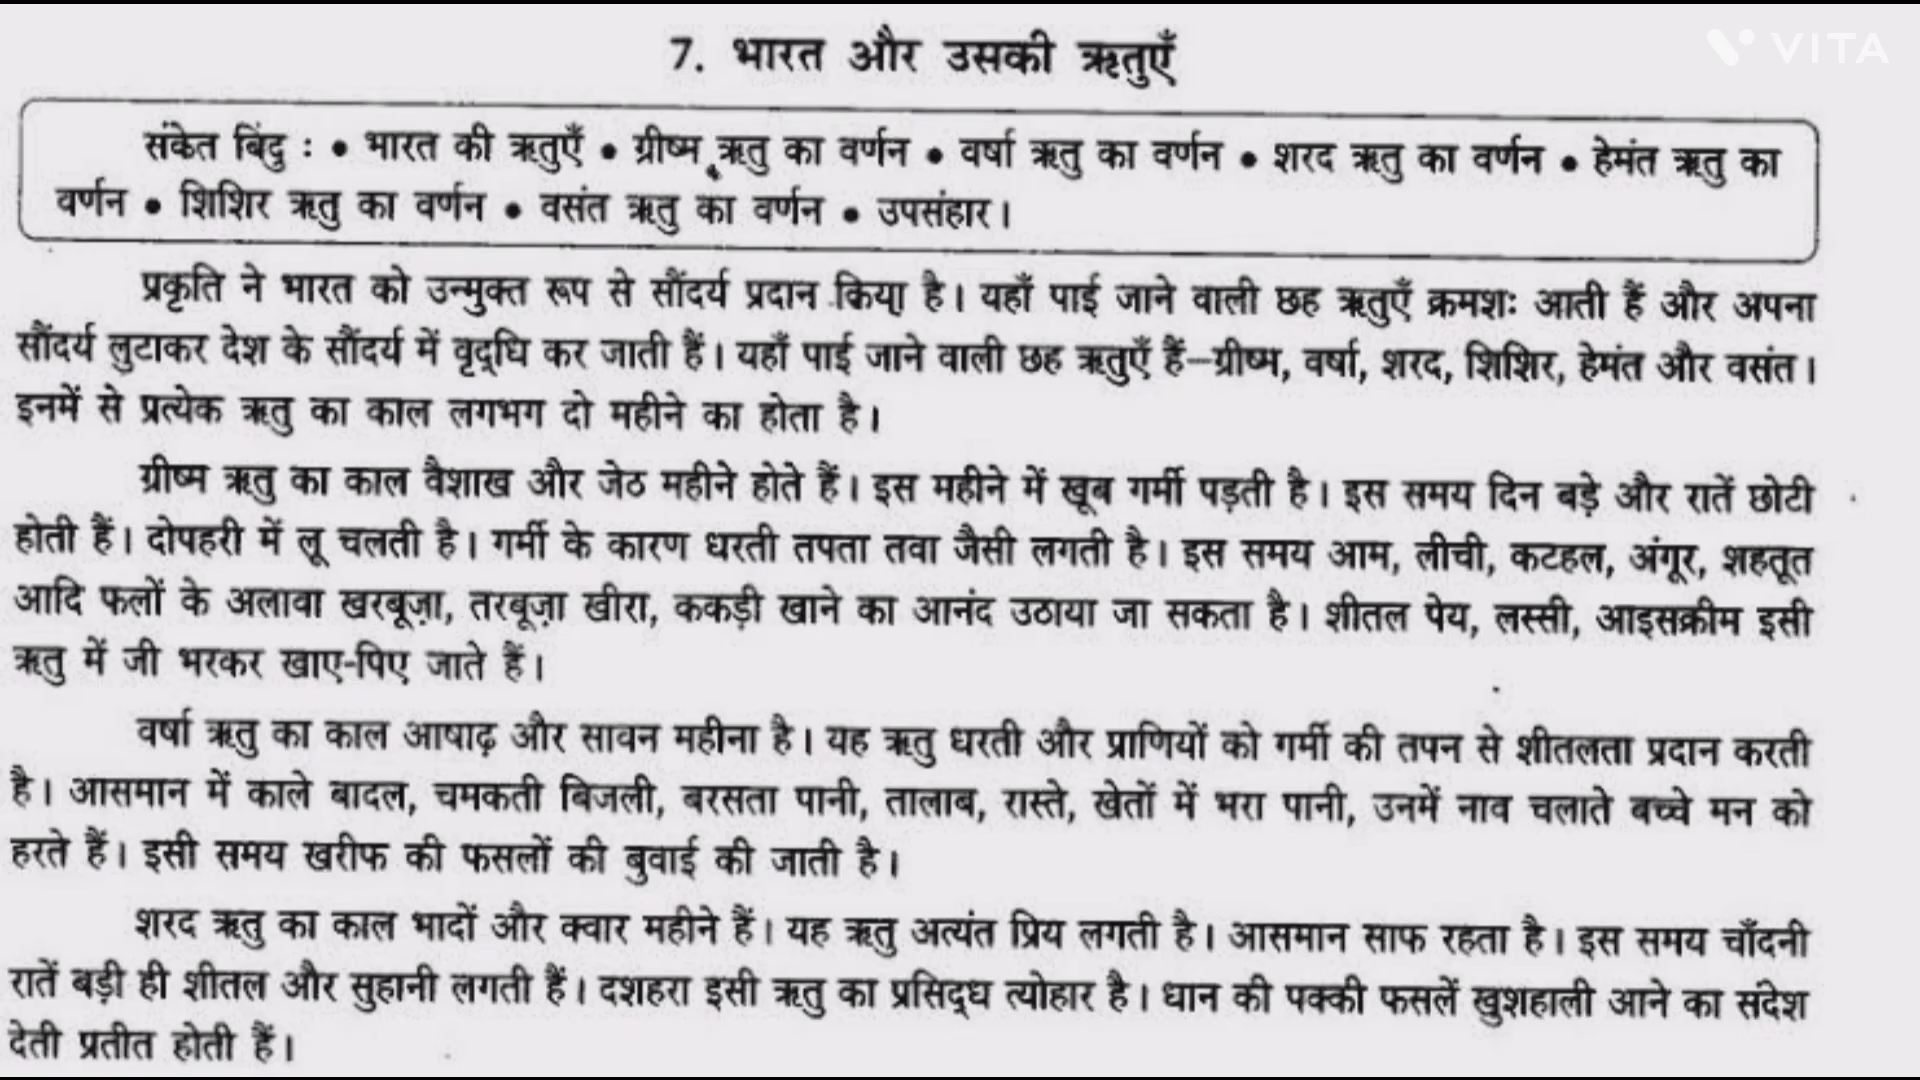 7. भारत और उसकी ऋतुएँ
VITA
संकेत बिंदु : • भारत की ऋतुएँ • ग्रीष्म ऋतु का वर्णन • वर्षा ऋतु का वर्णन • शरद ऋतु का वर्णन • हेमंत ऋतु का
वर्णन • शिशिर ऋतु का वर्णन • वसंत ऋतु का वर्णन • उपसंहार।
प्रकृति ने भारत को उन्मुक्त रूप से सौंदर्य प्रदान किया है। यहाँ पाई जाने वाली छह ऋतुएँ क्रमशः आती हैं और अपना
सौंदर्य लुटाकर देश के सौंदर्य में वृद्‌धि कर जाती हैं। यहाँ पाई जाने वाली छह ऋतुएँ हैं–ग्रीष्म, वर्षा, शरद, शिशिर, हेमंत और वसंत।
इनमें से प्रत्येक ऋतु का काल लगभग दो महीने का होता है।
ग्रीष्म ऋतु का काल वैशाख और जेठ महीने होते हैं। इस महीने में खूब गर्मी पड़ती है। इस समय दिन बड़े और रातें छोटी
होती हैं। दोपहरी में लू चलती है। गर्मी के कारण धरती तपता तवा जैसी लगती है। इस समय आम, लीची, कटहल, अंगूर, शहतूत
आदि फलों के अलावा खरबूज़ा, तरबूज़ा खीरा, ककड़ी खाने का आनंद उठाया जा सकता है। शीतल पेय, लस्सी, आइसक्रीम इसी
ऋतु में जी भरकर खाए-पिए जाते हैं।
वर्षा ऋतु का काल आषाढ़ और सावन महीना है। यह ऋतु धरती और प्राणियों को गर्मी की तपन से शीतलता प्रदान करती
है। आसमान में काले बादल, चमकती बिजली, बरसता पानी, तालाब, रास्ते, खेतों में भरा पानी, उनमें नाव चलाते बच्चे मन को
हरते हैं। इसी समय खरीफ की फसलों की बुवाई की जाती है।
शरद ऋतु का काल भादों और क्वार महीने हैं। यह ऋतु अत्यंत प्रिय लगती है। आसमान साफ रहता है। इस समय चाँदनी
रातें बड़ी ही शीतल और सुहानी लगती हैं। दशहरा इसी ऋतु का प्रसिद्‌ध त्योहार है। धान की पक्की फसलें खुशहाली आने का संदेश
देती प्रतीत होती हैं।